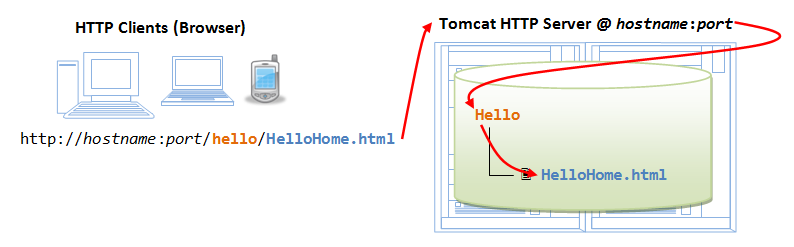 HTTP Clients (Browser)
http://hostname:port/hello/HelloHome.html
Tomcat HTTP Server @ hostname:port
Hello
HelloHome.html